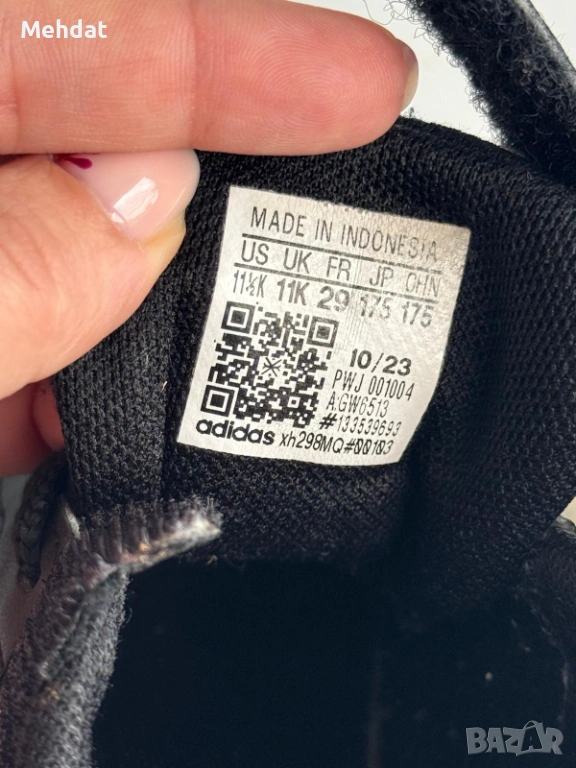 Mehdat
MADE IN INDONESIA
US UK FR JP CHN
11½K 11K 29 175 175
10/23
PWJ 001004
A:GW6513
#133539693
adidas xh298MQ#00103
BAZAR